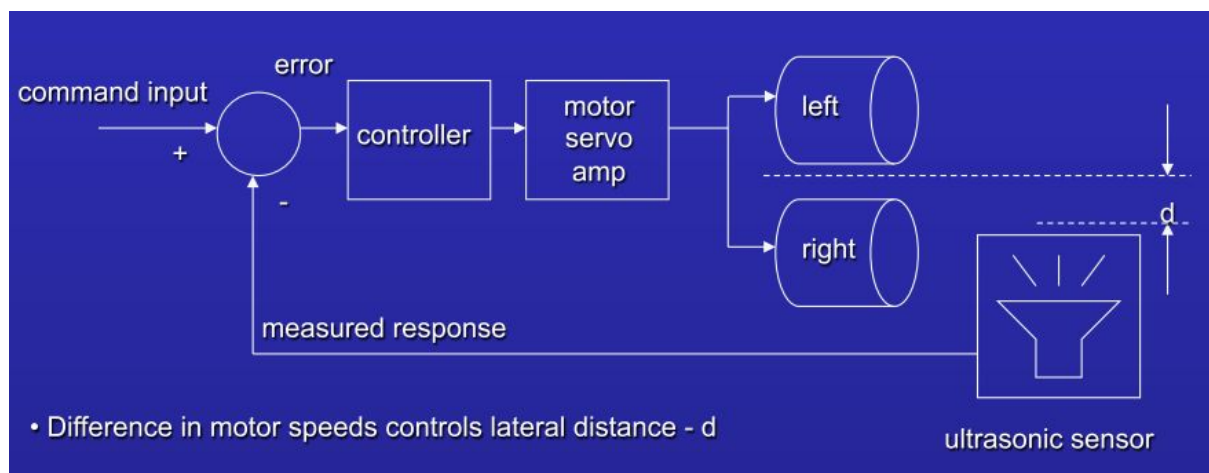 error
command input
+
-
controller
motor
servo
amp
left
right
d
measured response
ultrasonic sensor
• Difference in motor speeds controls lateral distance - d